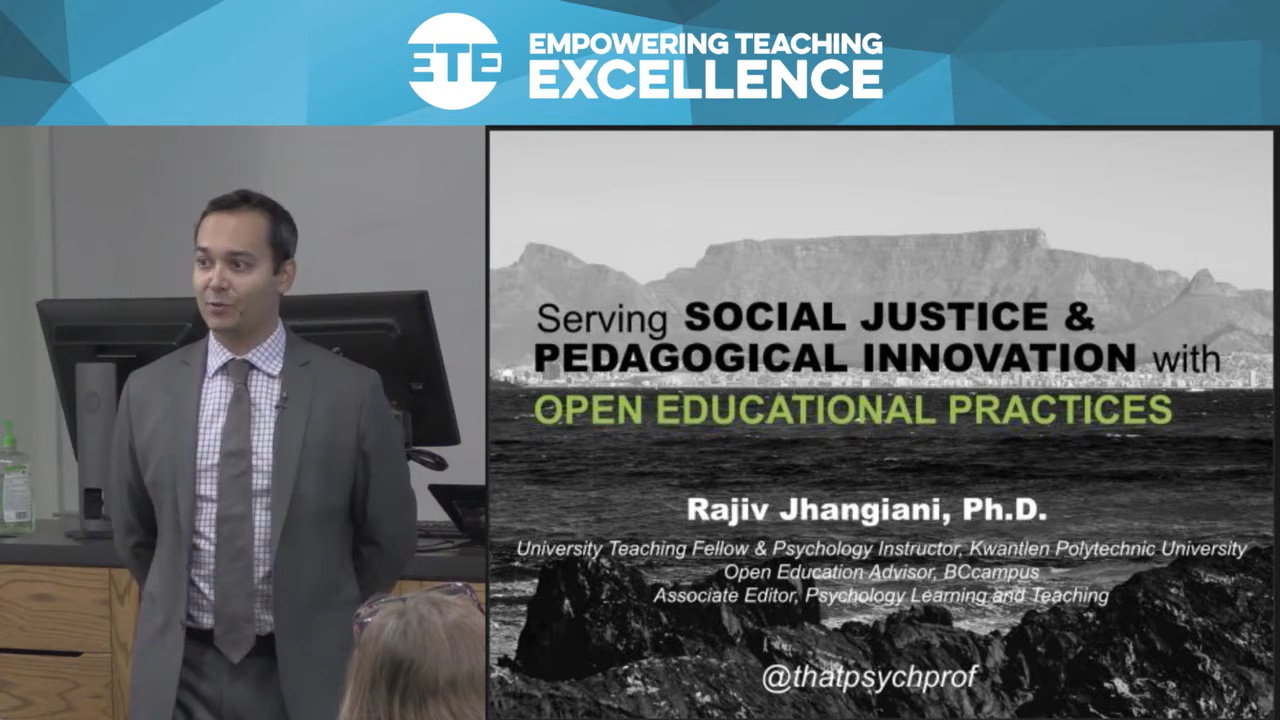 ETE
EMPOWERING TEACHING
EXCELLENCE
Serving SOCIAL JUSTICE &
PEDAGOGICAL INNOVATION with
OPEN EDUCATIONAL PRACTICES
Rajiv Jhangiani, Ph.D.
University Teaching Fellow & Psychology Instructor, Kwantlen Polytechnic University
Open Education Advisor, BCcampus
Associate Editor, Psychology Learning and Teaching
@thatpsychprof